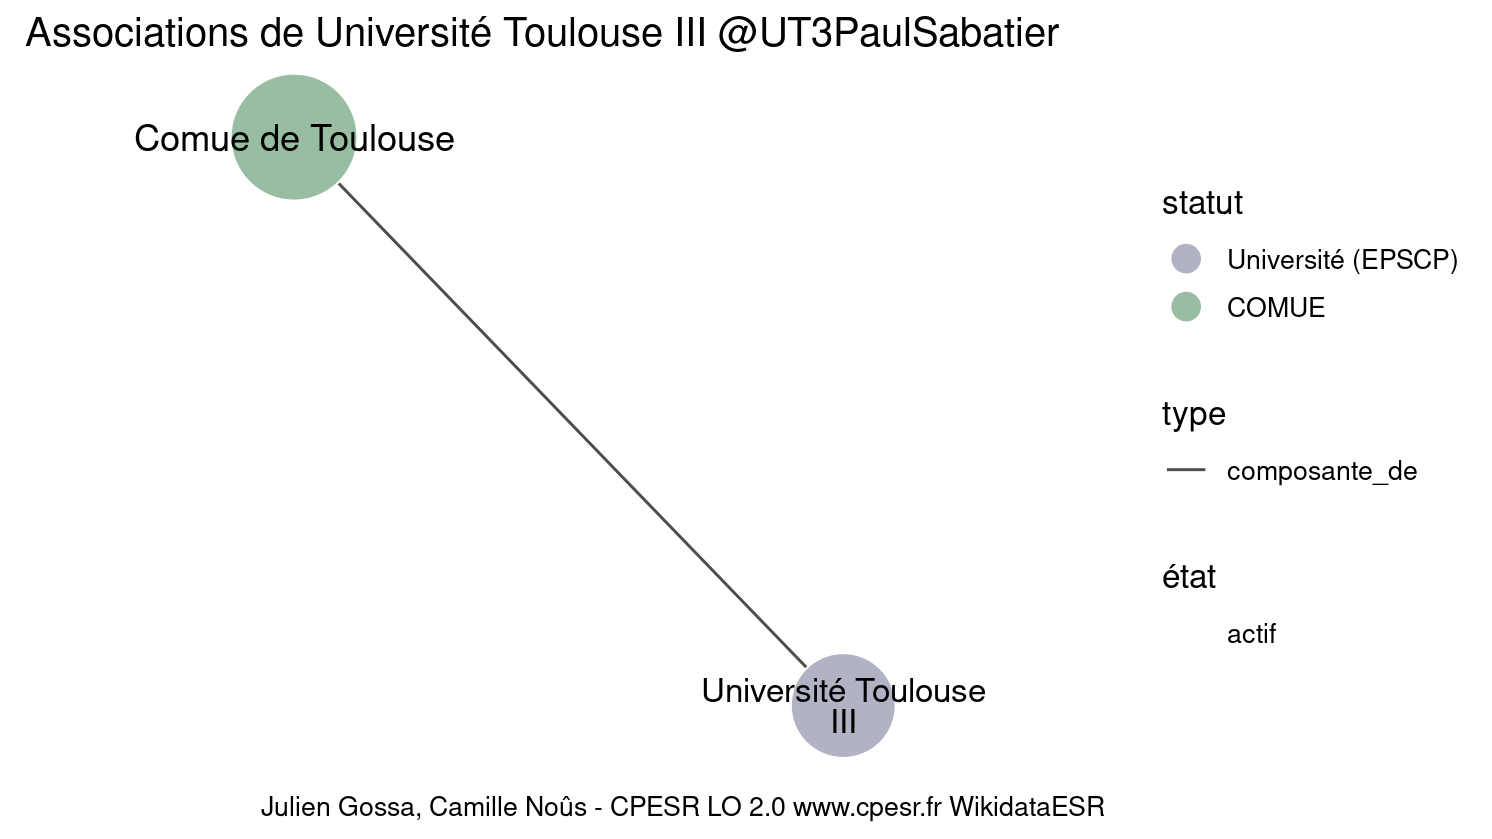 Associations de Université Toulouse III @UT3PaulSabatier
Comue de Toulouse
statut
Université (EPSCP)
COMUE
type
composante_de
état
actif
Université Toulouse
III
Julien Gossa, Camille Noûs - CPESR LO 2.0 www.cpesr.fr WikidataESR